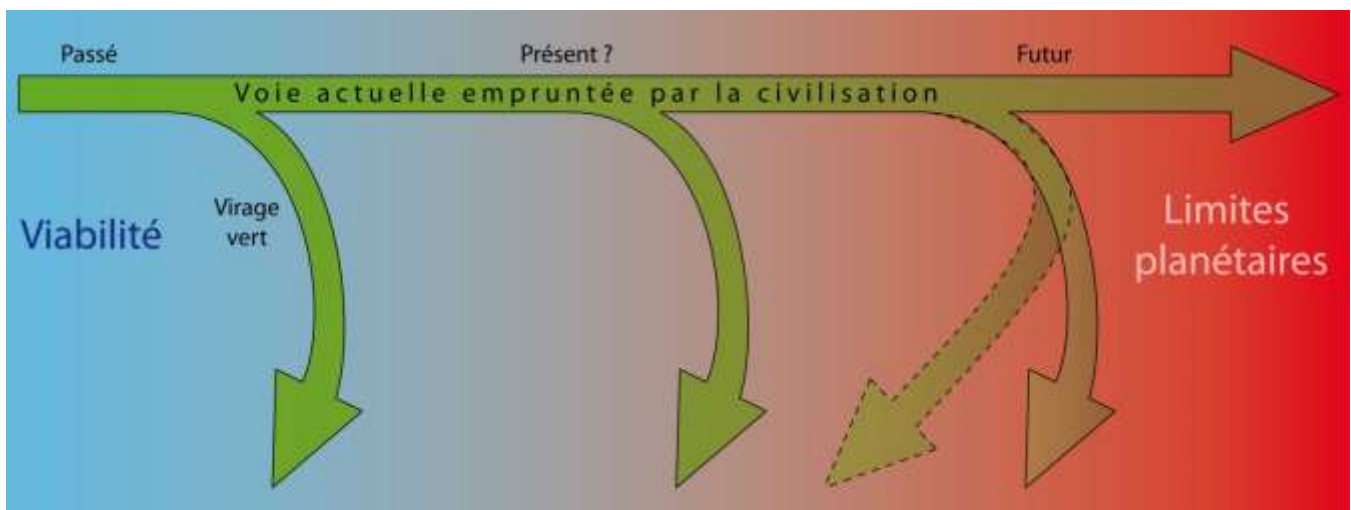 Passé
Présent ?
Futur
Voie actuelle empruntée par la civilisation
Viabilité
Virage
vert
Limites
planétaires